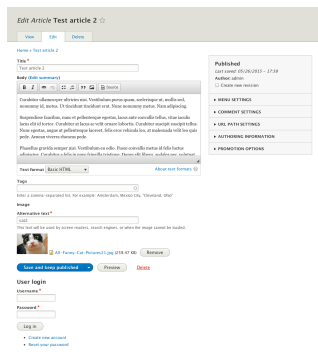 Edit Article Test article 2
View
Edit
Delete
Home » Test article 2
Title *
Test article 2
Body (Edit summary)
Source
Curabitur ullamcorper ultricies nisi. Vestibulum purus quam, scelerisque ut, mollis sed,
nonummy id, metus. Ut tincidunt tincidunt erat. Nunc nonummy metus. Nam adipiscing.
Suspendisse faucibus, nunc et pellentesque egestas, lacus ante convallis tellus, vitae iaculis
lacus elit id tortor. Curabitur at lacus ac velit ornare lobortis. Curabitur suscipit suscipit tellus.
Nunc egestas, augue at pellentesque laoreet, felis eros vehicula leo, at malesuada velit leo quis
pede. Aenean viverra rhoncus pede.
Phasellus gravida semper nisi. Vestibulum eu odio. Fusce convallis metus id felis luctus
Text format Basic HTML
About text formats
Tags
Enter a comma-separated list. For example: Amsterdam, Mexico City, "Cleveland, Ohio"
Image
Alternative text *
This text will be used by screen readers, search engines, or when the image cannot be loaded.
Remove
Save and keep published
Preview
Delete
User login
Username *
Password *
Log in
Create new account
Reset your password
Published
Last saved: 05/20/2015 - 17:59
Author: admin
Create new revision
MENU SETTINGS
COMMENT SETTINGS
URL PATH SETTINGS
AUTHORING INFORMATION
PROMOTION OPTIONS